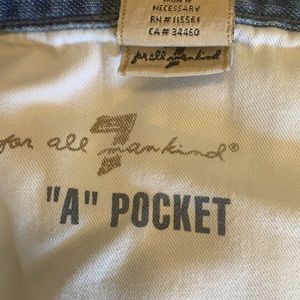 NECESSARY
RN# 115561
CA# 34460
for all mankind
7
for all mankind®
"A" POCKET